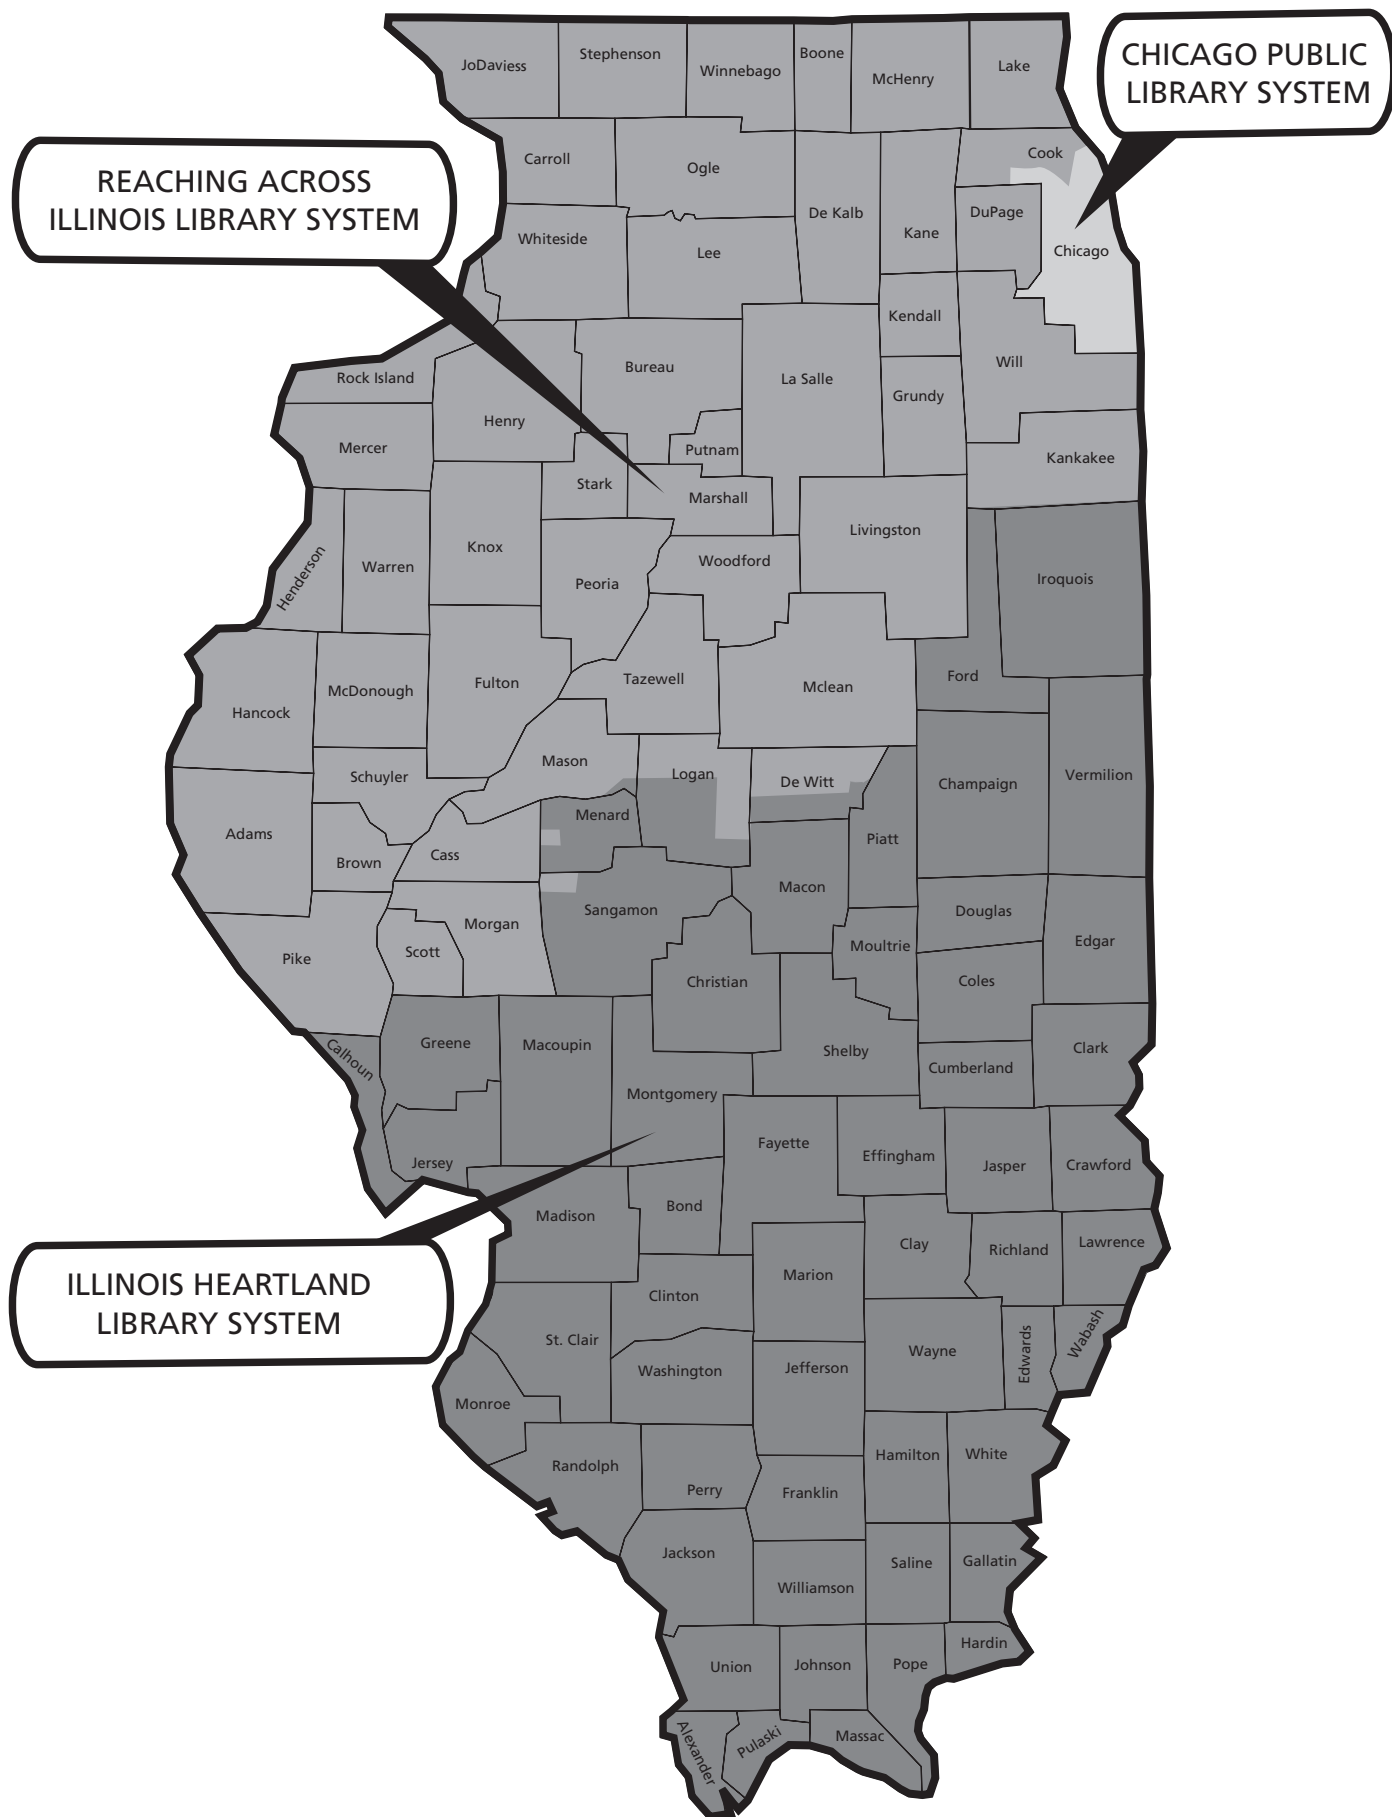 CHICAGO PUBLIC
LIBRARY SYSTEM
REACHING ACROSS
ILLINOIS LIBRARY SYSTEM
JoDaviess
Stephenson
Winnebago
Boone
McHenry
Lake
Carroll
Ogle
De Kalb
Kane
Cook
DuPage
Chicago
Whiteside
Lee
Kendall
Will
Rock Island
Henry
Bureau
La Salle
Grundy
Mercer
Putnam
Kankakee
Stark
Marshall
Livingston
Henderson
Warren
Knox
Peoria
Woodford
Iroquois
Hancock
McDonough
Fulton
Tazewell
Mclean
Ford
Schuyler
Mason
Logan
De Witt
Champaign
Vermilion
Adams
Brown
Cass
Menard
Piatt
Macon
Pike
Scott
Morgan
Sangamon
Christian
Moultrie
Douglas
Edgar
Coles
Calhoun
Greene
Macoupin
Montgomery
Shelby
Cumberland
Clark
Jersey
Fayette
Effingham
Jasper
Crawford
Madison
Bond
Clay
Richland
Lawrence
ILLINOIS HEARTLAND
LIBRARY SYSTEM
Clinton
Marion
St. Clair
Washington
Jefferson
Wayne
Edwards
Wabash
Monroe
Randolph
Perry
Franklin
Hamilton
White
Jackson
Williamson
Saline
Gallatin
Union
Johnson
Pope
Hardin
Alexander
Pulaski
Massac